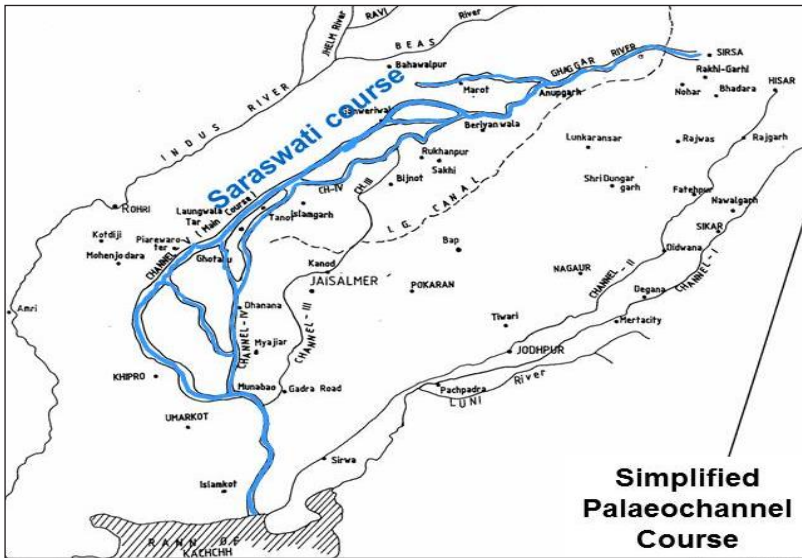 RAVI
River
JHELM River
BEAS
GHAGGAR RIVER
SIRSA
Bahawalpur
Rakhi-Garhi
HISAR
Marot
Anupgarh
Nohar
Bhadara
INDUS RIVER
Saraswati course
Beriyanwala
Lunkaransar
Rajwas
Rajgarh
Rukhanpur
Sakhi
CH-III
CH-IV
Bijnot
Shri Dungar
garh
Fatehpur
Nawalgarh
ROHRI
Laungwala
Tar
Tanot
Islamgarh
I.G. CANAL
SIKAR
Kotdiji
Piarewaro-
ter
CHANNEL-V (Main Course)
Mohenjodara
Ghotaru
Kanod
Bap
Didwana
JAISALMER
POKARAN
NAGAUR
CHANNEL-II
Degana
CHANNEL-I
Amri
Dhanana
CHANNEL-IV
CHANNEL-III
Tiwari
Mertacity
Myajiar
JODHPUR
KHIPRO
Munabao
Gadra Road
Pachpadra
LUNI River
UMARKOT
Sirwa
Islamkot
Simplified
Palaeochannel
Course
RANN OF
KACHCHH